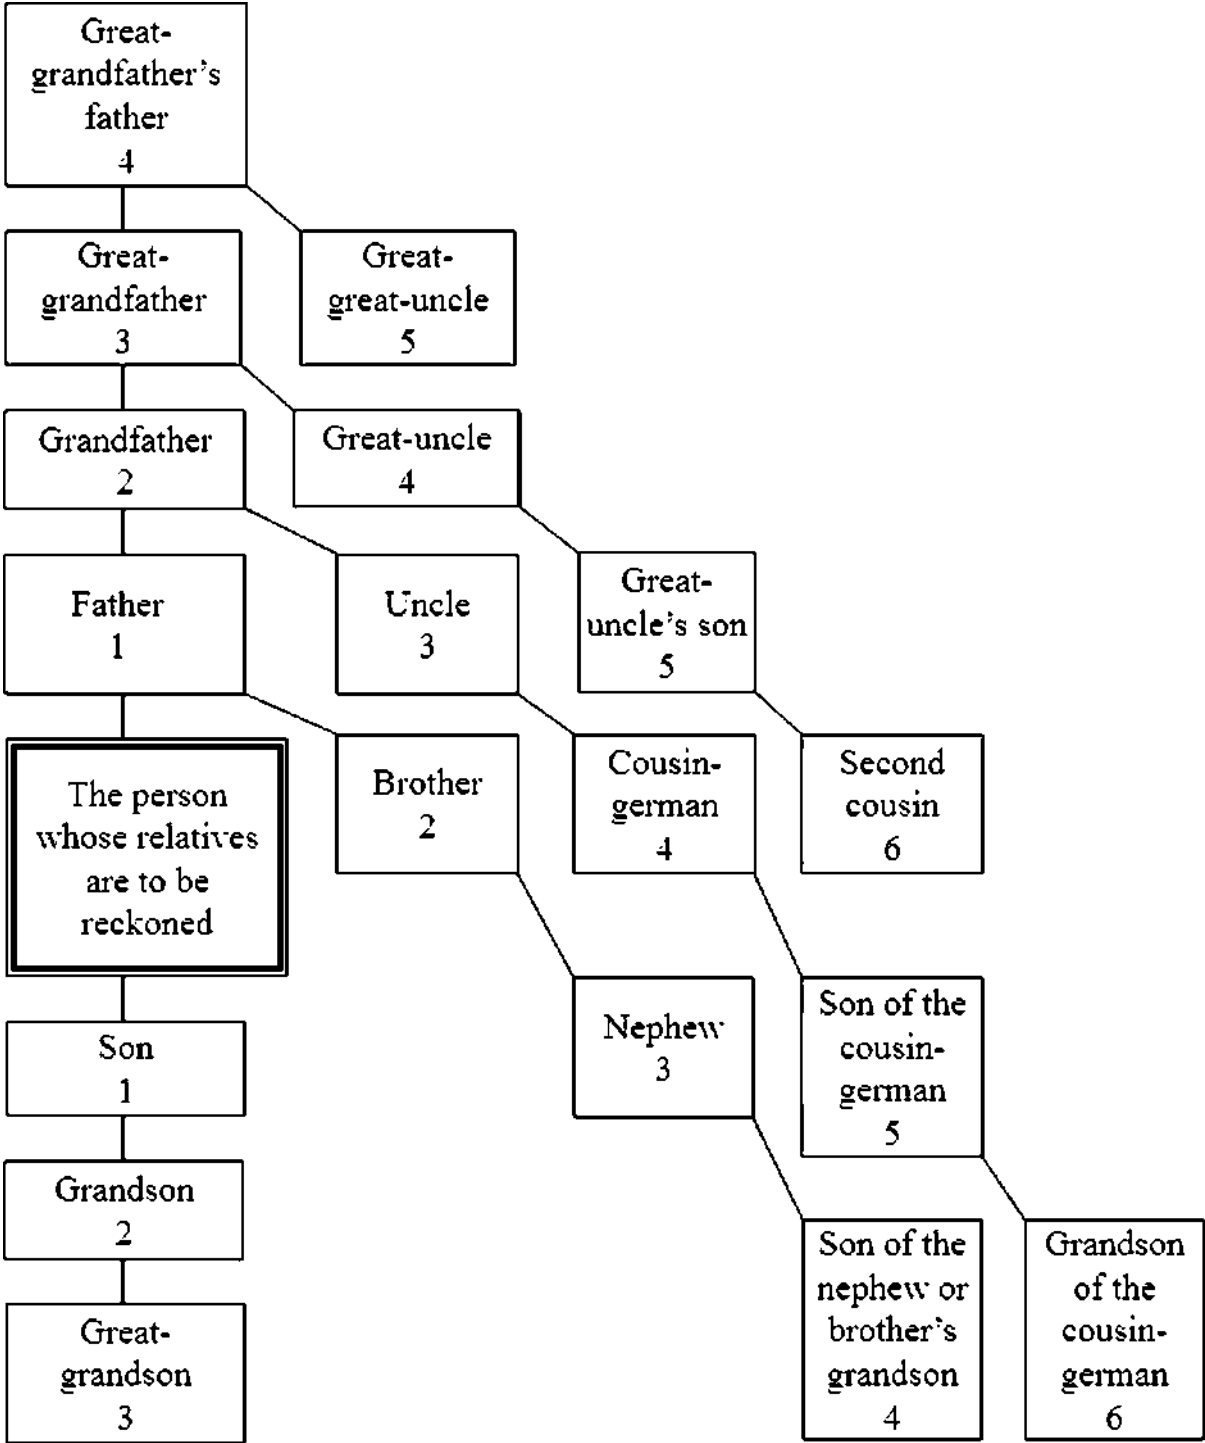 Great-
grandfather's
father
4
Great-
grandfather
3
Great-
great-uncle
5
Grandfather
2
Great-uncle
4
Father
1
Uncle
3
Great-
uncle's son
5
The person
whose relatives
are to be
reckoned
Brother
2
Cousin-
german
4
Second
cousin
6
Son
1
Nephew
3
Son of the
cousin-
german
5
Grandson
2
Son of the
nephew or
brother's
grandson
4
Grandson
of the
cousin-
german
6
Great-
grandson
3